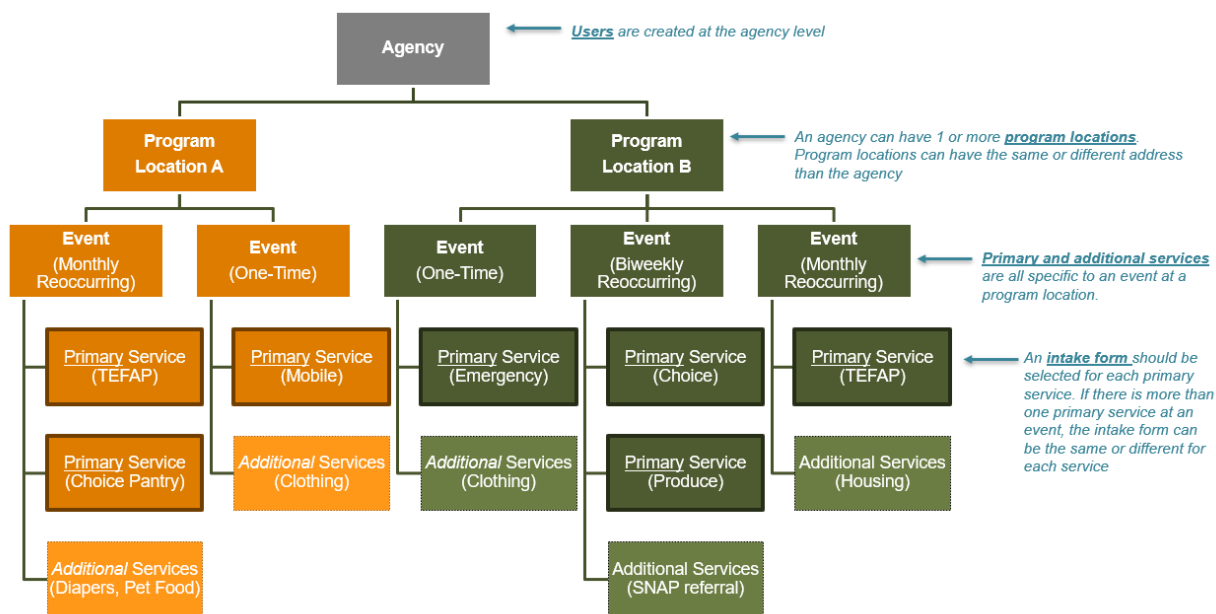 Agency
Users are created at the agency level
Program
Location A
Program
Location B
An agency can have 1 or more program locations.
Program locations can have the same or different address
than the agency
Event
(Monthly
Reoccurring)
Event
(One-Time)
Event
(One-Time)
Event
(Biweekly
Reoccurring)
Event
(Monthly
Reoccurring)
Primary and additional services
are all specific to an event at a
program location.
Primary Service
(TEFAP)
Primary Service
(Mobile)
Primary Service
(Emergency)
Primary Service
(Choice)
Primary Service
(TEFAP)
An intake form should be
selected for each primary
service. If there is more than
one primary service at an
event, the intake form can
be the same or different for
each service
Primary Service
(Choice Pantry)
Additional Services
(Clothing)
Additional Services
(Clothing)
Primary Service
(Produce)
Additional Services
(Housing)
Additional Services
(Diapers, Pet Food)
Additional Services
(SNAP referral)